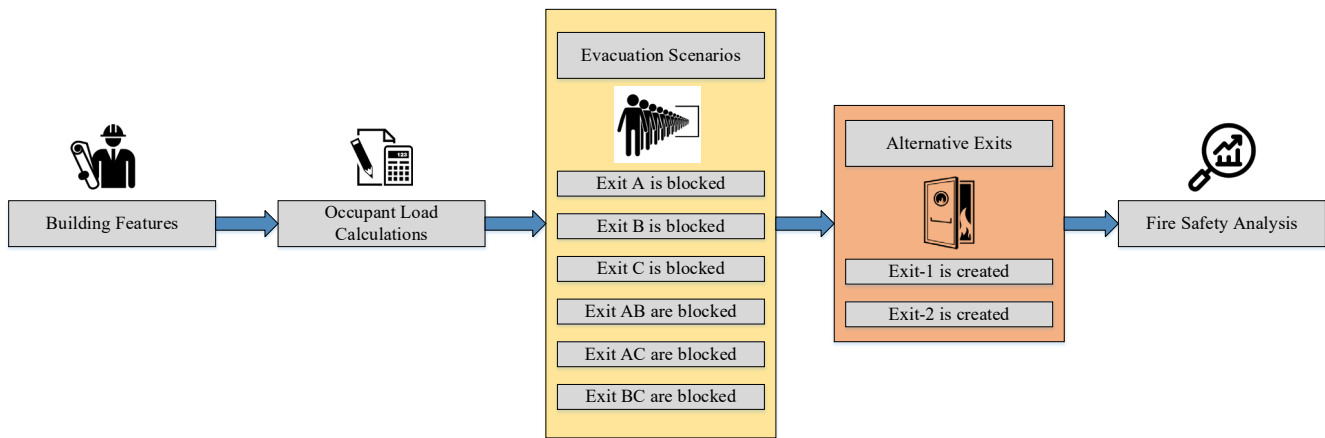 Building Features
Occupant Load
Calculations
123
Evacuation Scenarios
Exit A is blocked
Exit B is blocked
Exit C is blocked
Exit AB are blocked
Exit AC are blocked
Exit BC are blocked
Alternative Exits
Exit-1 is created
Exit-2 is created
Fire Safety Analysis